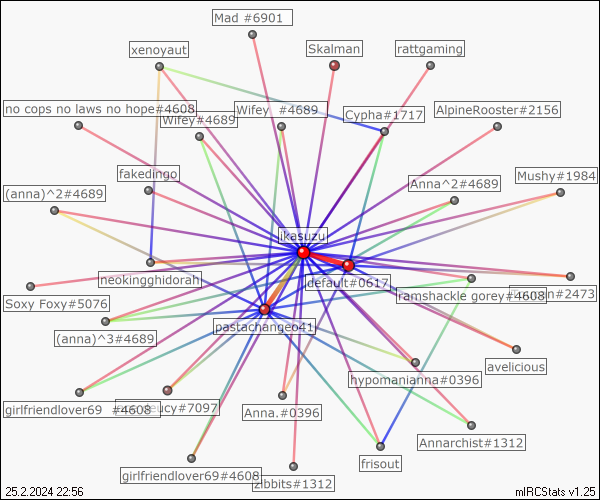 Mad #6901
xenoyaut
Skalman
rattgaming
no cops no laws no hope#4608
Wifey #4689
Wifey#4689
Cypha#1717
AlpineRooster#2156
fakedingo
Anna^2#4689
Mushy#1984
(anna)^2#4689
ikasuzu
neokingghidorah
default#0617
ramshackle gorey#4608
#2473
Soxy Foxy#5076
pastachangeo41
(anna)^3#4689
avelicious
hypomanianna#0396
girlfriendlover69 #4608
#7097
Anna.#0396
Annarchist#1312
frisout
girlfriendlover69#4608
zibbits#1312
25.2.2024 22:56
mIRCStats v1.25